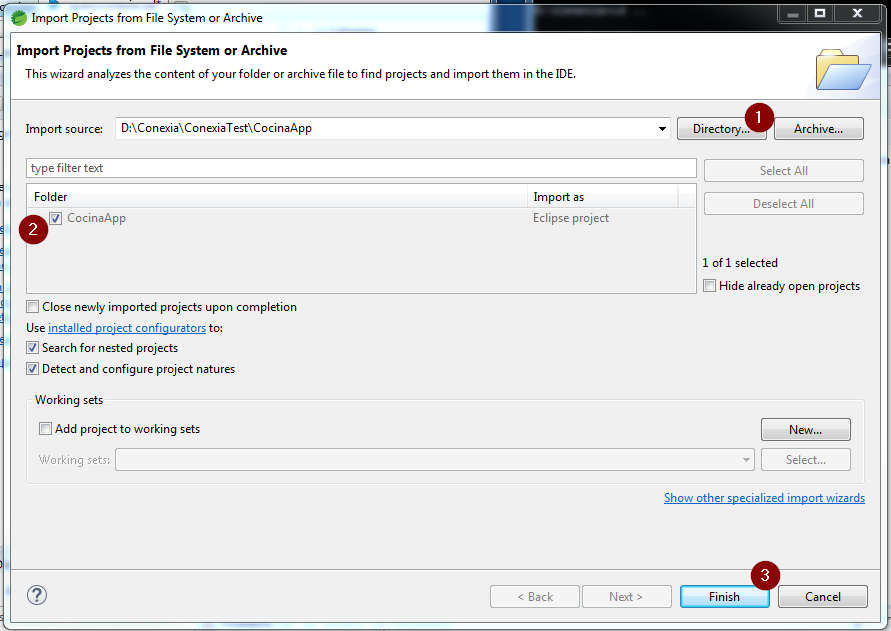 Import Projects from File System or Archive
Import Projects from File System or Archive
This wizard analyzes the content of your folder or archive file to find projects and import them in the IDE.
1
Import source: D:\Conexia\ConexiaTest\CocinaApp Directory... Archive...
type filter text Select All
Folder Import as Deselect All
2 CocinaApp Eclipse project
1 of 1 selected
Hide already open projects
Close newly imported projects upon completion
Use installed project configurators to:
Search for nested projects
Detect and configure project natures
Working sets
Add project to working sets New...
Working sets: Select...
Show other specialized import wizards
3
? < Back Next > Finish Cancel